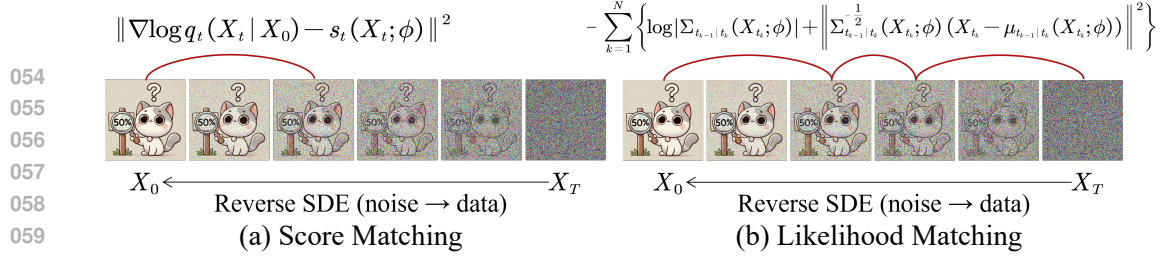 ‖∇log q_t(X_t | X_0) − s_t(X_t; ϕ)‖²
- ∑_{k=1}^{N} {log|Σ_{t_{k-1}|t_k}(X_{t_k}; ϕ)| + ‖Σ_{t_{k-1}|t_k}^{-1/2}(X_{t_k}; ϕ)(X_{t_k} − μ_{t_{k-1}|t_k}(X_{t_k}; ϕ))‖²}
054
055
056
057
058
059
? ? ? ? ?
50% 50% 50% 50% 50%
? ? ? ? ?
50% 50% 50% 50% 50%
X_0 X_T
Reverse SDE (noise → data)
(a) Score Matching
X_0 X_T
Reverse SDE (noise → data)
(b) Likelihood Matching